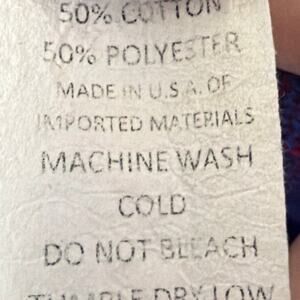 50% COTTON
50% POLYESTER
MADE IN U.S.A. OF
IMPORTED MATERIALS
MACHINE WASH
COLD
DO NOT BLEACH
TUMBLE DRY LOW